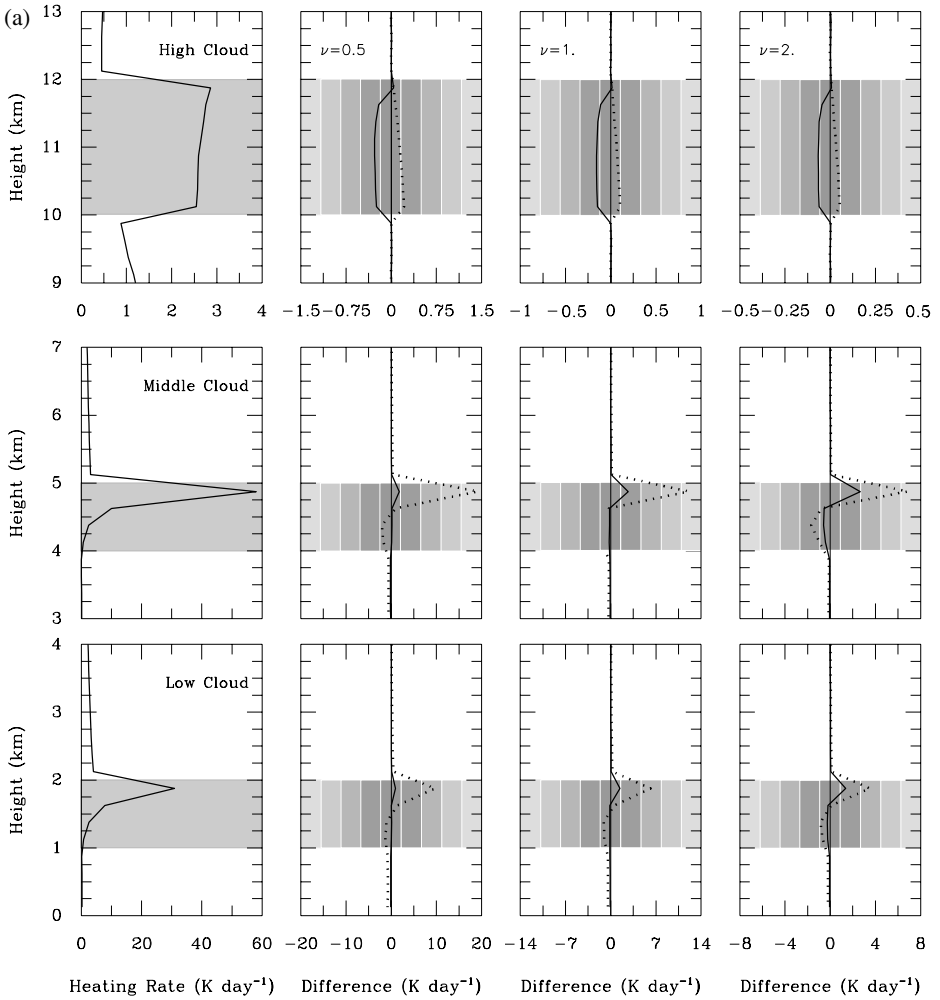 (a)
High Cloud
ν=0.5
ν=1.
ν=2.
Height (km)
13
12
11
10
9
0 1 2 3 4
−1.5−0.75 0 0.75 1.5
−1 −0.5 0 0.5 1
−0.5−0.25 0 0.25 0.5
Middle Cloud
Height (km)
7
6
5
4
3
Low Cloud
Height (km)
4
3
2
1
0
0 20 40 60
−20 −10 0 10 20
−14 −7 0 7 14
−8 −4 0 4 8
Heating Rate (K day⁻¹)
Difference (K day⁻¹)
Difference (K day⁻¹)
Difference (K day⁻¹)